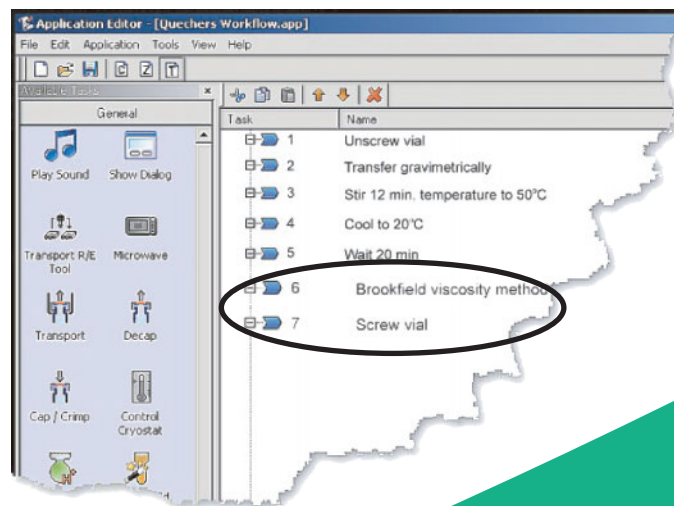 Application Editor - [Quechers Workflow.app]
File Edit Application Tools View Help
C Z T
Available Tasks
General
Play Sound
Show Dialog
Transport R/E Tool
Microwave
Transport
Decap
Cap / Crimp
Control Cryostat
Task Name
1 Unscrew vial
2 Transfer gravimetrically
3 Stir 12 min. temperature to 50°C
4 Cool to 20°C
5 Wait 20 min
6 Brookfield viscosity method
7 Screw vial